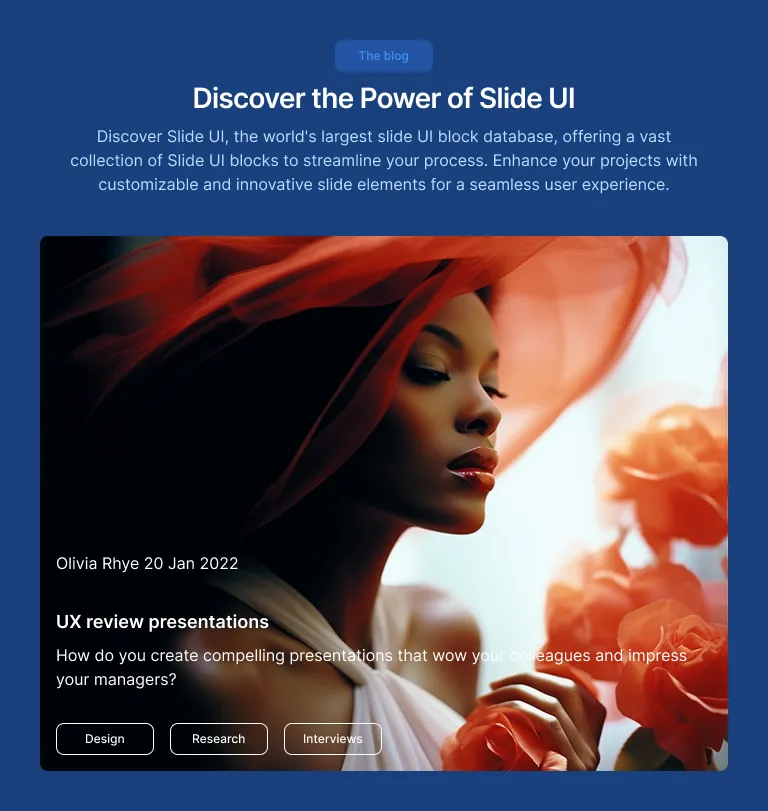 The blog
Discover the Power of Slide UI
Discover Slide UI, the world's largest slide UI block database, offering a vast
collection of Slide UI blocks to streamline your process. Enhance your projects with
customizable and innovative slide elements for a seamless user experience.
Olivia Rhye 20 Jan 2022
UX review presentations
How do you create compelling presentations that wow your colleagues and impress
your managers?
Design
Research
Interviews